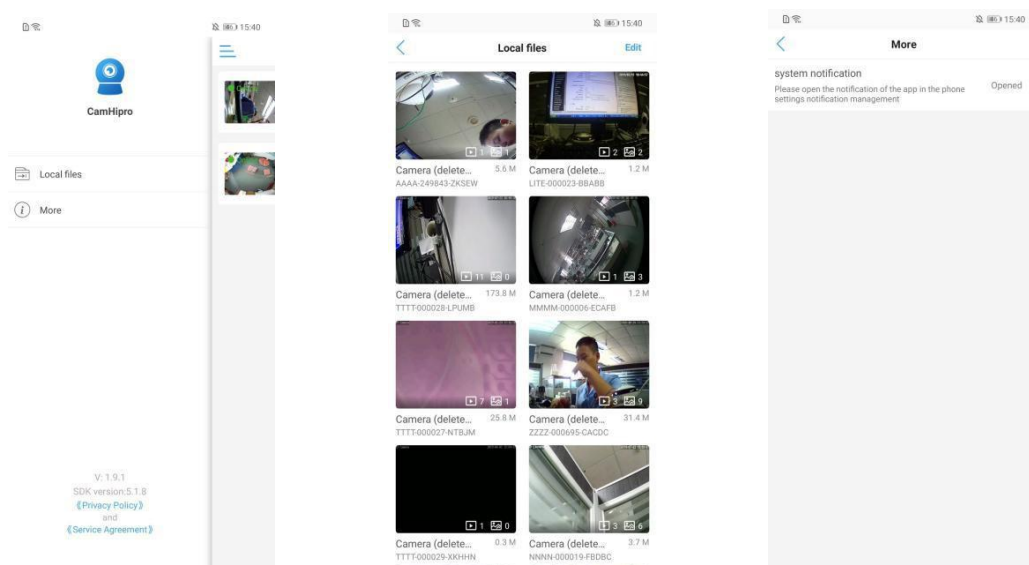 15:40
CamHipro
Local files
More
V: 1.9.1
SDK version:5.1.8
《Privacy Policy》
and
《Service Agreement》
15:40
Local files
Edit
1 1
2 2
Camera (delete...
5.6 M
Camera (delete...
1.2 M
AAAA-249843-ZKSEW
LITE-000023-BBABB
11 0
1 3
Camera (delete...
173.8 M
Camera (delete...
1.2 M
TTTT-000028-LPUMB
MMMM-000006-ECAFB
7 1
3 9
Camera (delete...
25.8 M
Camera (delete...
31.4 M
TTTT-000027-NTBJM
ZZZZ-000695-CACDC
1 0
3 6
Camera (delete...
0.3 M
Camera (delete...
3.7 M
TTTT-000029-XKHHN
NNNN-000019-FBDBC
15:40
More
system notification
Please open the notification of the app in the phone
settings notification management
Opened